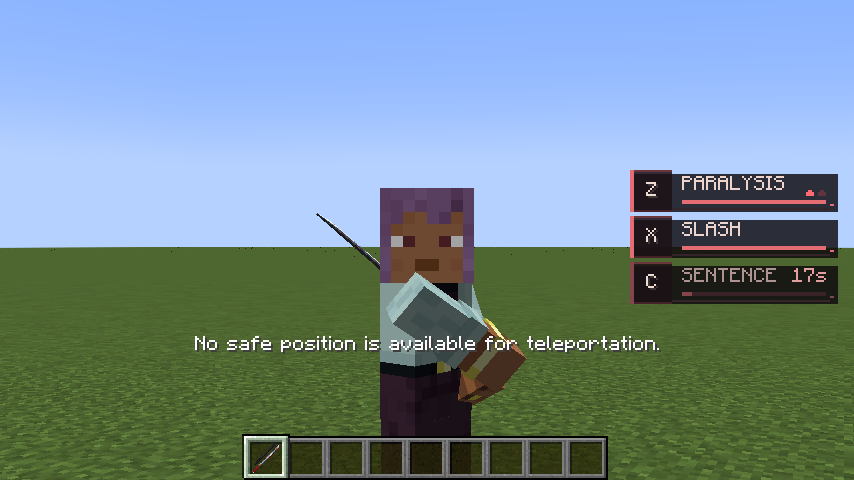 Z PARALYSIS
X SLASH
C SENTENCE 17s
No safe position is available for teleportation.